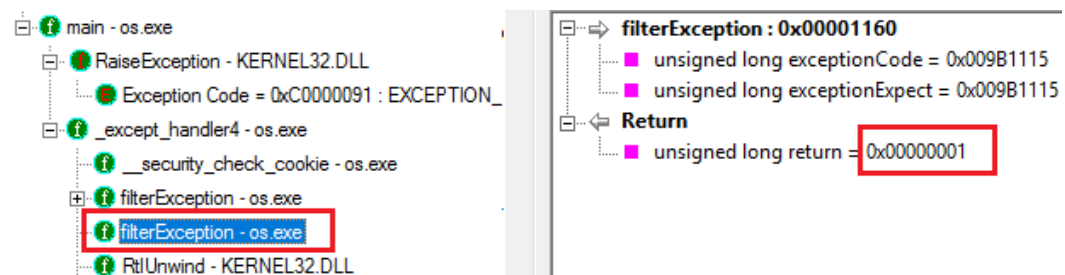 main - os.exe
RaiseException - KERNEL32.DLL
Exception Code = 0xC0000091 : EXCEPTION_
_except_handler4 - os.exe
__security_check_cookie - os.exe
filterException - os.exe
filterException - os.exe
RtlUnwind - KERNEL32.DLL
filterException : 0x00001160
unsigned long exceptionCode = 0x009B1115
unsigned long exceptionExpect = 0x009B1115
Return
unsigned long return = 0x00000001